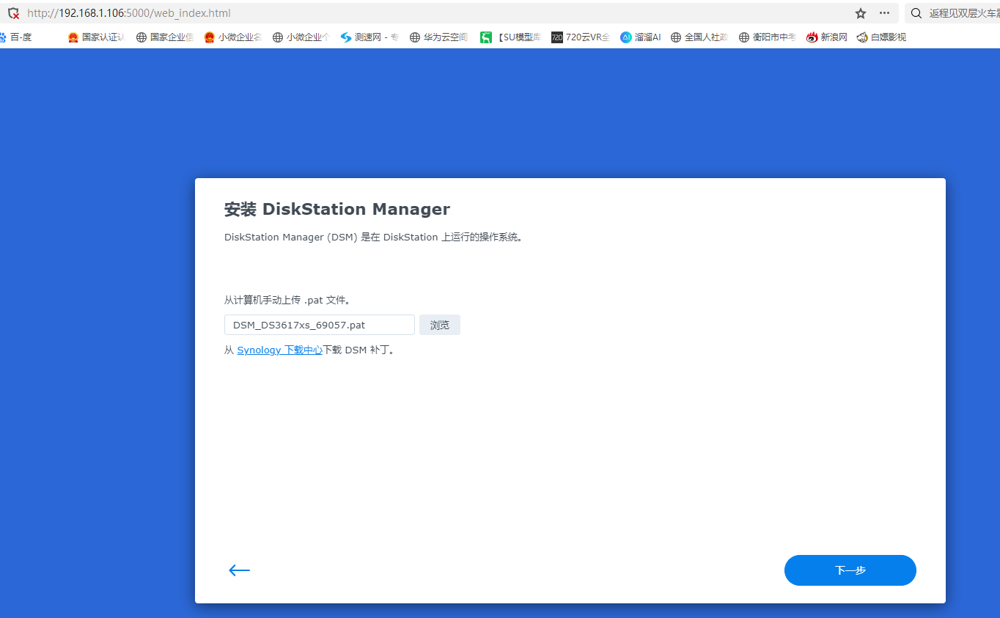 http://192.168.1.106:5000/web_index.html
返程见双层火车
百-度 国家认证认 国家企业信 小微企业名 小微企业个 测速网 - 专 华为云空间 【SU模型库 720云VR全 溜溜AI 全国人社政 衡阳市中考 新浪网 白嫖影视
安装 DiskStation Manager
DiskStation Manager (DSM) 是在 DiskStation 上运行的操作系统。
从计算机手动上传 .pat 文件。
DSM_DS3617xs_69057.pat 浏览
从 Synology 下载中心下载 DSM 补丁。
下一步